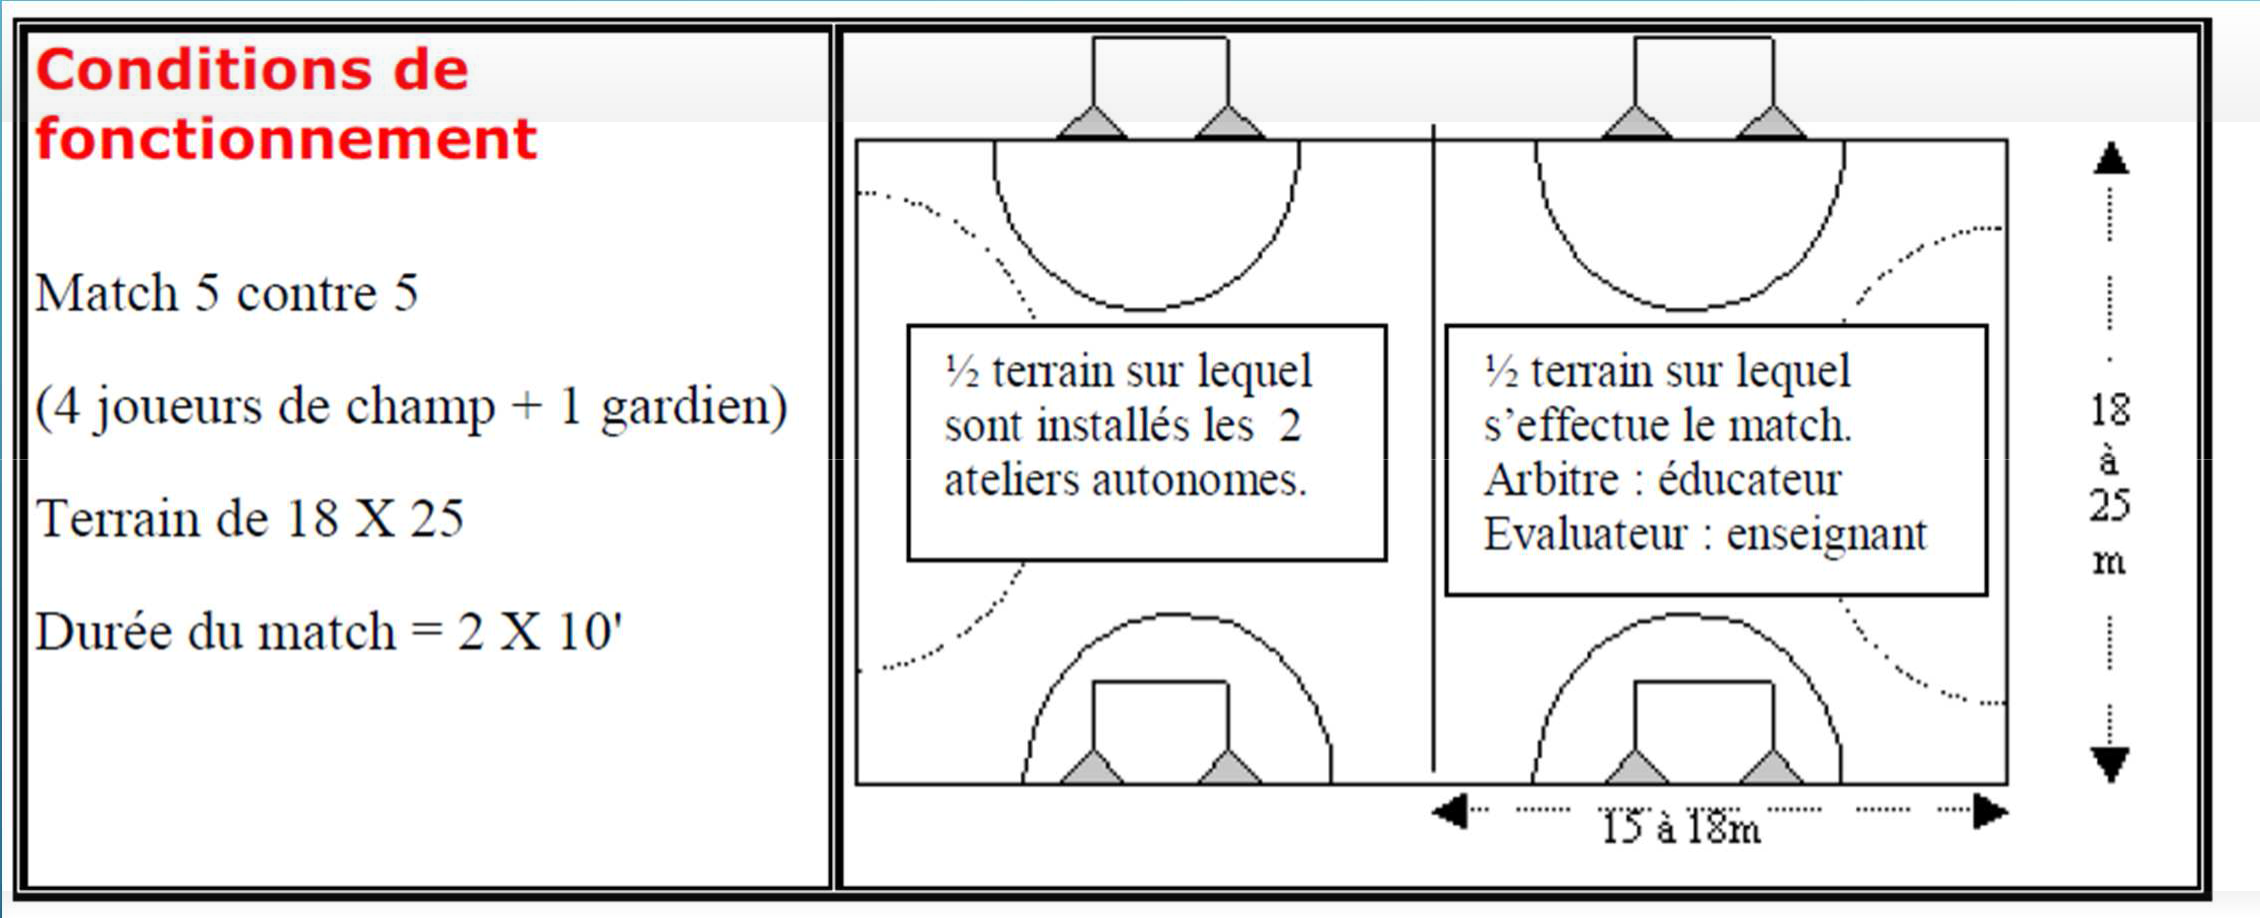 Conditions de
fonctionnement
Match 5 contre 5
(4 joueurs de champ + 1 gardien)
Terrain de 18 X 25
Durée du match = 2 X 10'
½ terrain sur lequel
sont installés les  2
ateliers autonomes.
½ terrain sur lequel
s’effectue le match.
Arbitre : éducateur
Evaluateur : enseignant
18
à
25
m
15 à 18m